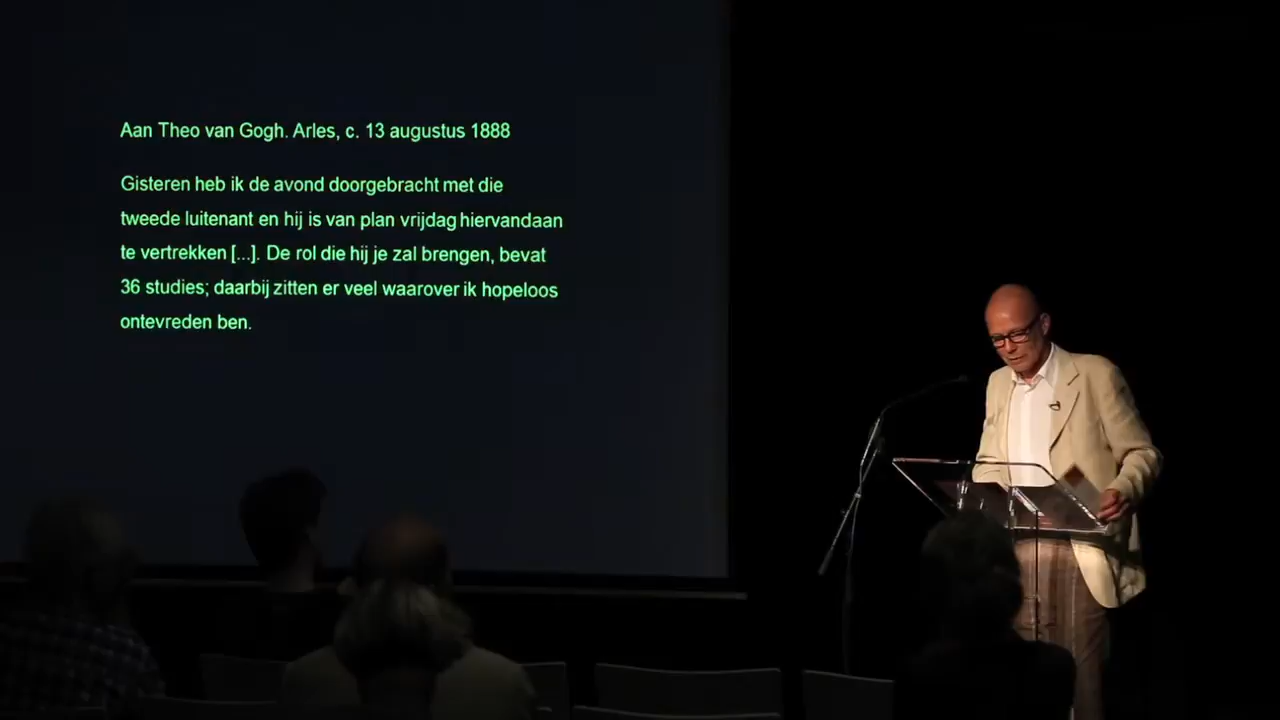 Aan Theo van Gogh. Arles, c. 13 augustus 1888
Gisteren heb ik de avond doorgebracht met die
tweede luitenant en hij is van plan vrijdag hiervandaan
te vertrekken [...]. De rol die hij je zal brengen, bevat
36 studies; daarbij zitten er veel waarover ik hopeloos
ontevreden ben.